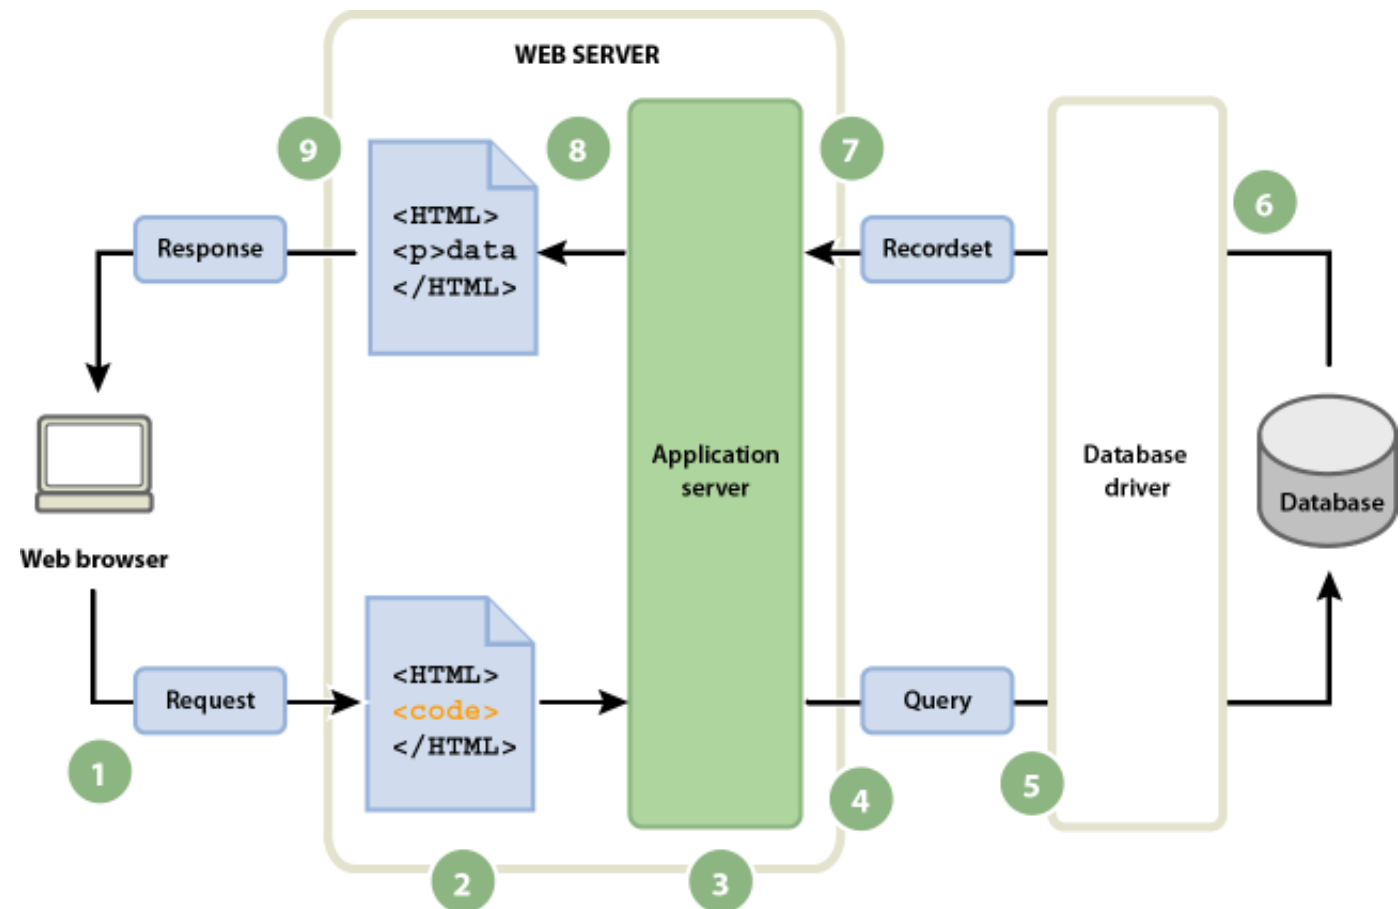 WEB SERVER
9
8
7
6
<HTML>
<p>data
</HTML>
Response
Recordset
Application
server
Database
driver
Database
Web browser
<HTML>
<code>
</HTML>
Request
Query
1
2
3
4
5